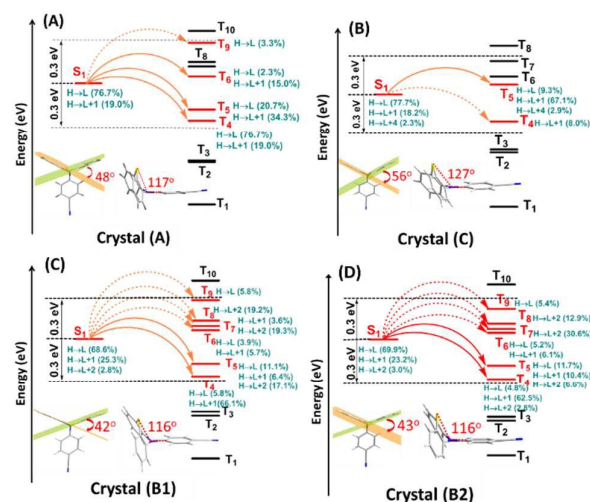 (A)
Energy (eV)
0.3 eV
0.3 eV
S1
H→L (76.7%)
H→L+1 (19.0%)
T10
T9 H→L (3.3%)
T8
T6 H→L (2.3%)
H→L+1 (15.0%)
T5 H→L (20.7%)
H→L+1 (34.3%)
T4
H→L (76.7%)
H→L+1 (19.0%)
T3
T2
T1
48°
117°
Crystal (A)
(B)
Energy (eV)
0.3 eV
0.3 eV
S1
H→L (77.7%)
H→L+1 (18.2%)
H→L+4 (2.3%)
T8
T7
T6
T5
H→L (9.3%)
H→L+1 (67.1%)
H→L+4 (2.9%)
T4 H→L+1 (8.0%)
T3
T2
T1
56°
127°
Crystal (C)
(C)
Energy (eV)
0.3 eV
0.3 eV
S1
H→L (68.6%)
H→L+1 (25.3%)
H→L+2 (2.8%)
T10
T9 H→L (5.8%)
T8 H→L+2 (19.2%)
T7 H→L+1 (3.6%)
H→L+2 (19.3%)
T6 H→L (3.9%)
H→L+1 (5.7%)
T5 H→L (11.1%)
H→L+1 (6.4%)
H→L+2 (17.1%)
T4
H→L (5.8%)
H→L+1 (66.1%)
T3
T2
T1
42°
116°
Crystal (B1)
(D)
Energy (eV)
0.3 eV
0.3 eV
S1
H→L (69.9%)
H→L+1 (23.2%)
H→L+2 (3.0%)
T10
T9 H→L (5.4%)
T8 H→L+2 (12.9%)
T7 H→L+2 (30.6%)
T6 H→L (5.2%)
H→L+1 (6.1%)
T5 H→L (11.7%)
H→L+1 (10.4%)
H→L+2 (6.6%)
T4
H→L (4.8%)
H→L+1 (62.5%)
H→L+2 (2.8%)
T3
T2
T1
43°
116°
Crystal (B2)